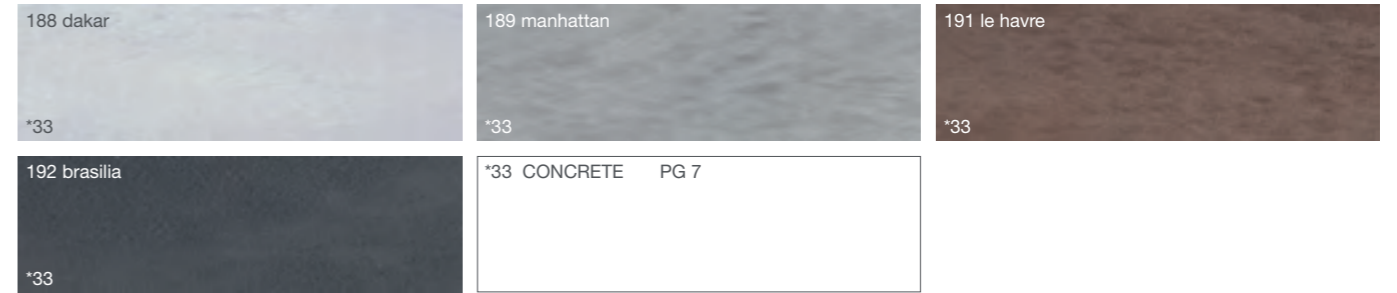 188 dakar
*33
189 manhattan
*33
191 le havre
*33
192 brasilia
*33
*33 CONCRETE PG 7